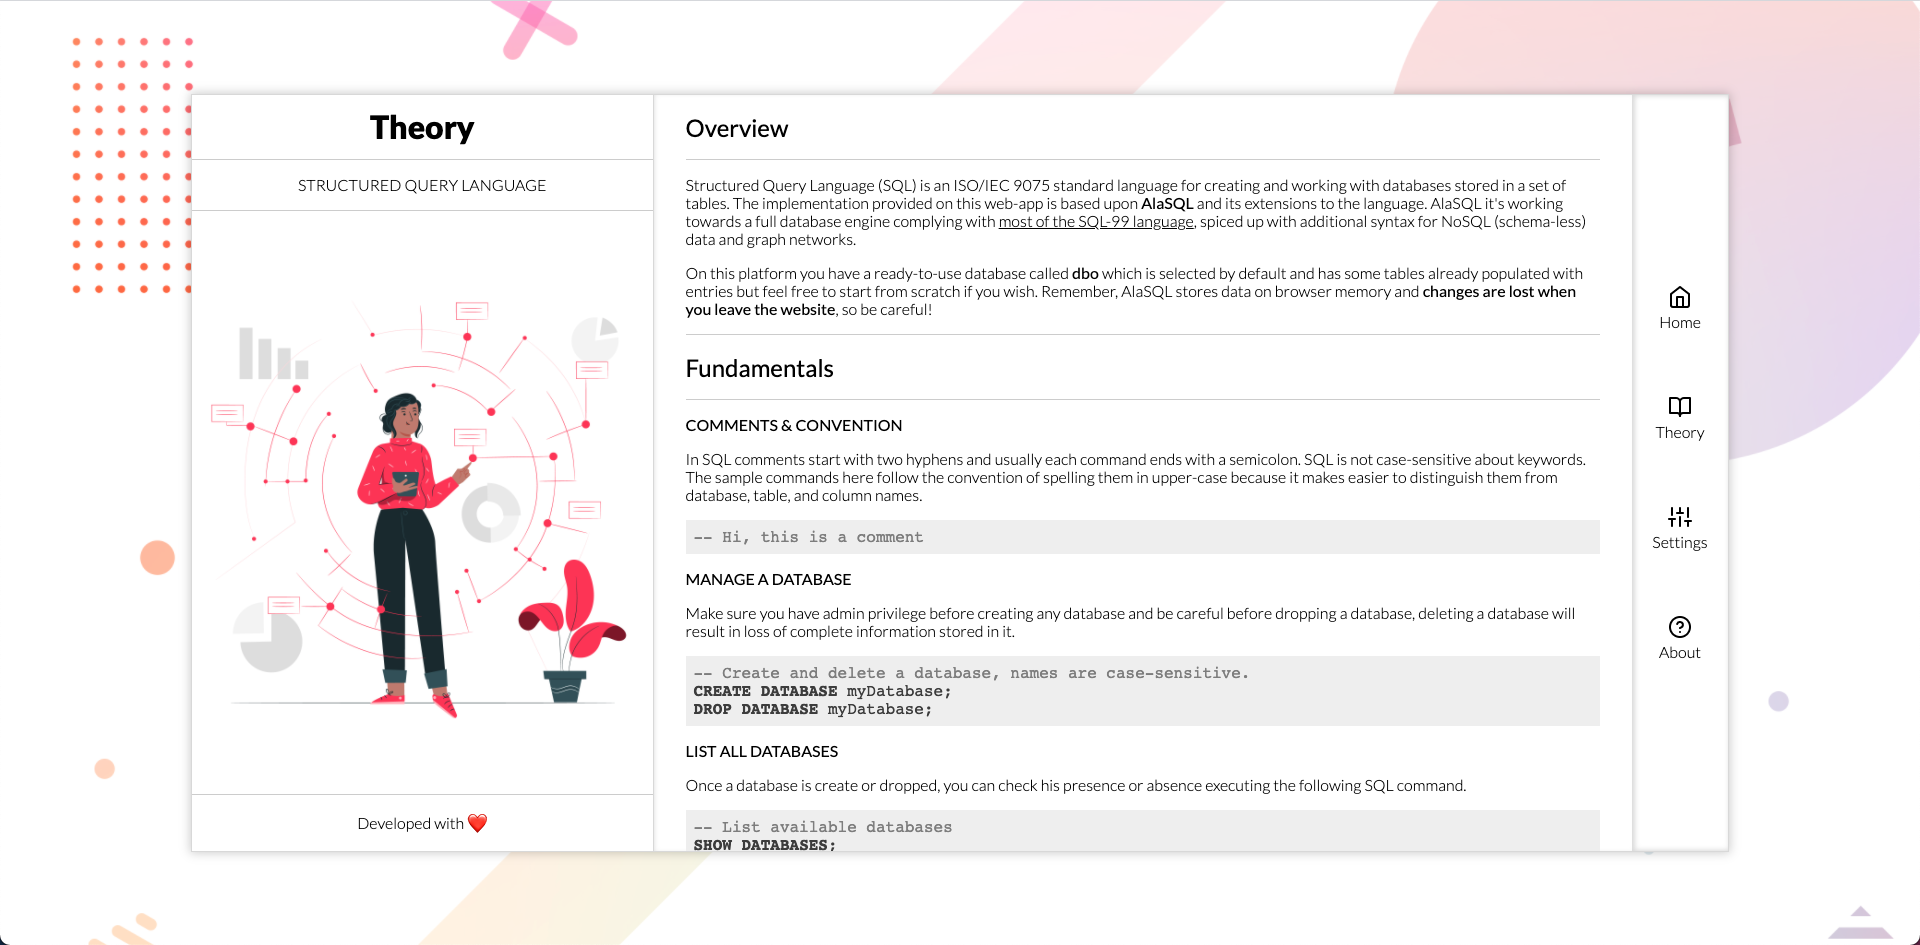 Theory
STRUCTURED QUERY LANGUAGE
Developed with
Overview
Structured Query Language (SQL) is an ISO/IEC 9075 standard language for creating and working with databases stored in a set of
tables. The implementation provided on this web-app is based upon AlaSQL and its extensions to the language. AlaSQL it's working
towards a full database engine complying with most of the SQL-99 language, spiced up with additional syntax for NoSQL (schema-less)
data and graph networks.
On this platform you have a ready-to-use database called dbo which is selected by default and has some tables already populated with
entries but feel free to start from scratch if you wish. Remember, AlaSQL stores data on browser memory and changes are lost when
you leave the website, so be careful!
Fundamentals
COMMENTS & CONVENTION
In SQL comments start with two hyphens and usually each command ends with a semicolon. SQL is not case-sensitive about keywords.
The sample commands here follow the convention of spelling them in upper-case because it makes easier to distinguish them from
database, table, and column names.
-- Hi, this is a comment
MANAGE A DATABASE
Make sure you have admin privilege before creating any database and be careful before dropping a database, deleting a database will
result in loss of complete information stored in it.
-- Create and delete a database, names are case-sensitive.
CREATE DATABASE myDatabase;
DROP DATABASE myDatabase;
LIST ALL DATABASES
Once a database is create or dropped, you can check his presence or absence executing the following SQL command.
-- List available databases
SHOW DATABASES;
Home
Theory
Settings
About